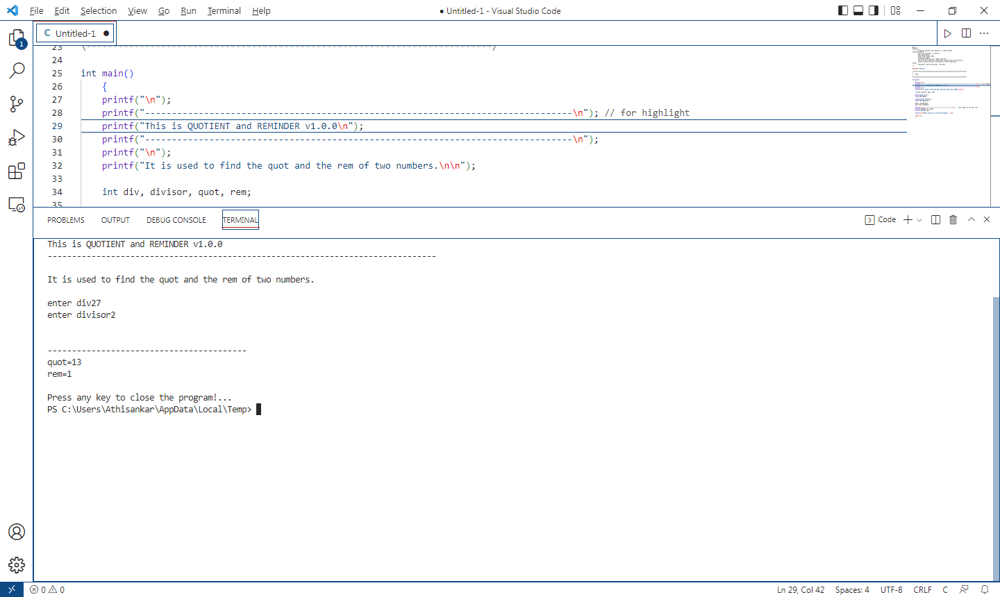 File Edit Selection View Go Run Terminal Help
● Untitled-1 - Visual Studio Code
1
C Untitled-1 ●
23
24
25 int main()
26 {
27 printf("\n");
28 printf("--------------------------------------------------------------------------------\n"); // for highlight
29 printf("This is QUOTIENT and REMINDER v1.0.0\n");
30 printf("--------------------------------------------------------------------------------\n");
31 printf("\n");
32 printf("It is used to find the quot and the rem of two numbers.\n\n");
33
34 int div, divisor, quot, rem;
35
PROBLEMS OUTPUT DEBUG CONSOLE TERMINAL
Code
This is QUOTIENT and REMINDER v1.0.0
--------------------------------------------------------------------------------
It is used to find the quot and the rem of two numbers.
enter div27
enter divisor2
-----------------------------------------
quot=13
rem=1
Press any key to close the program!...
PS C:\Users\Athisankar\AppData\Local\Temp>
0 0
Ln 29, Col 42 Spaces: 4 UTF-8 CRLF C